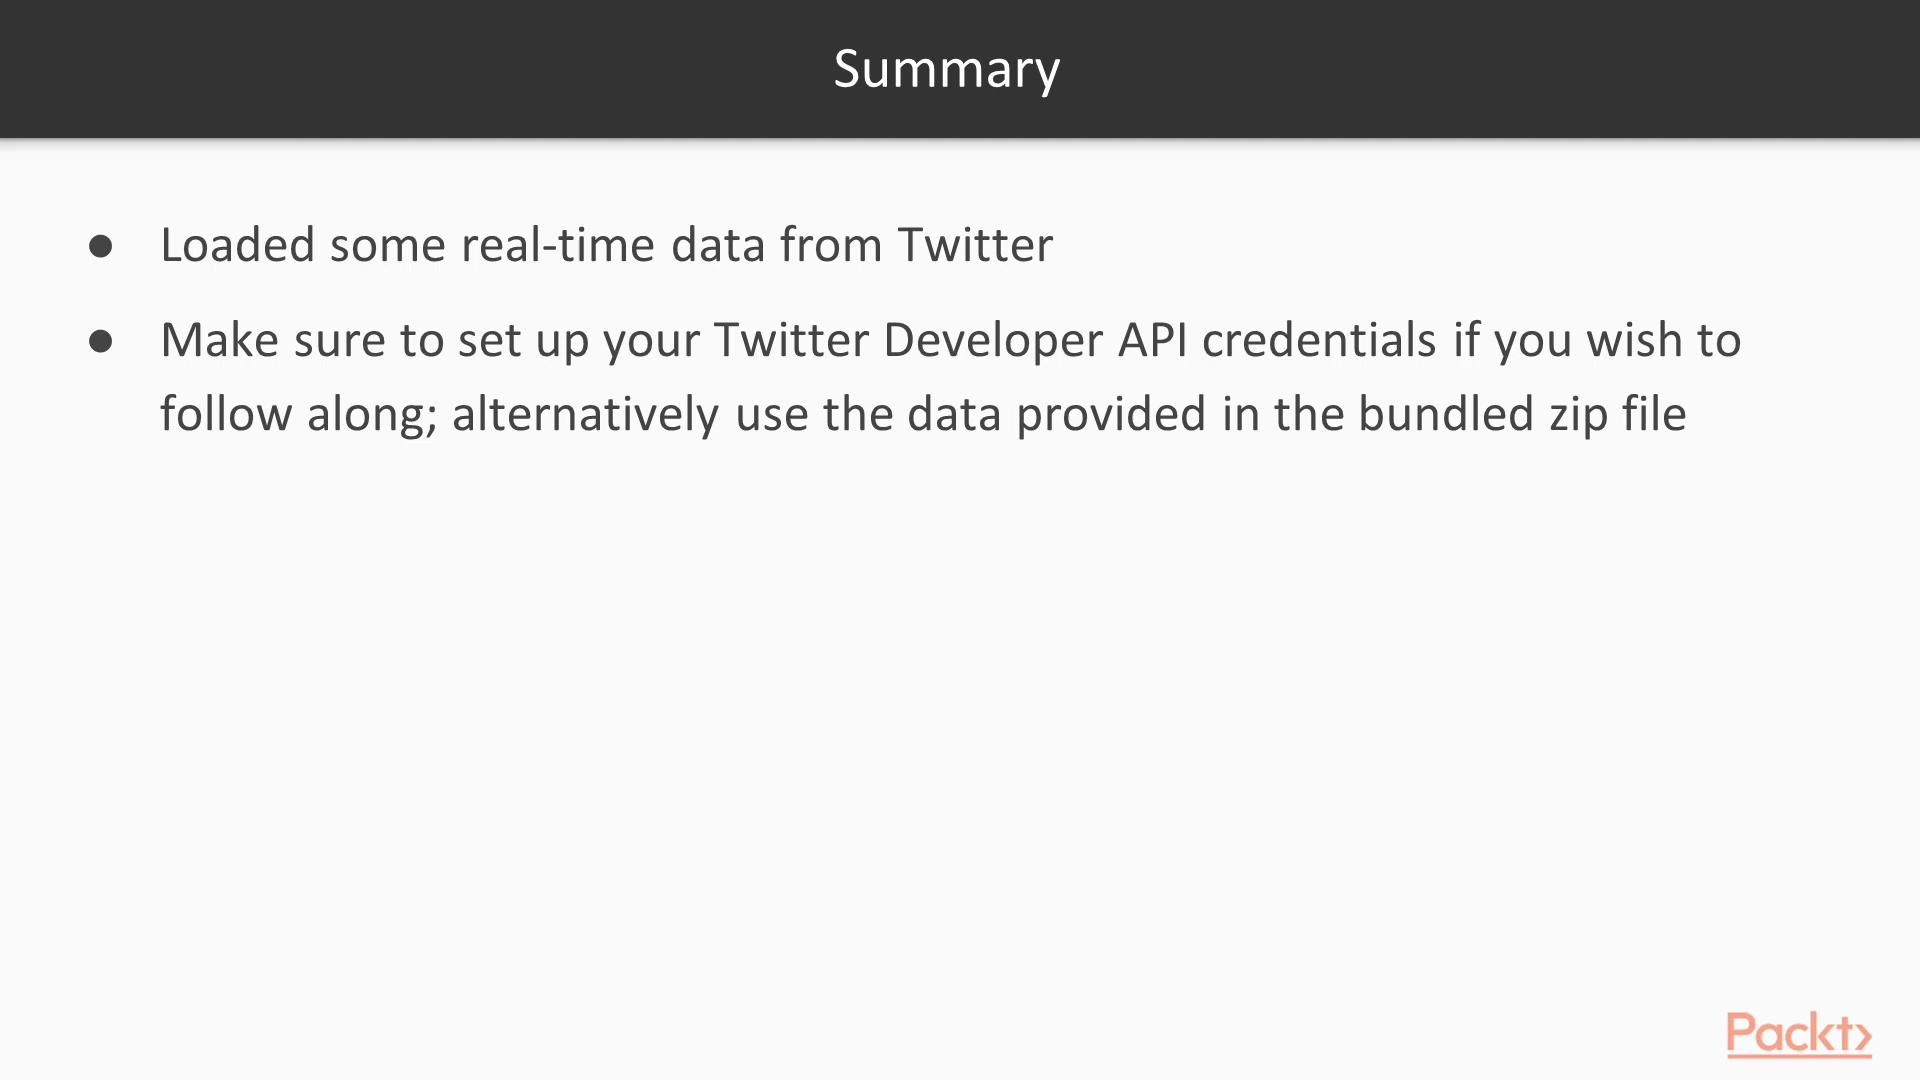 Summary
● Loaded some real-time data from Twitter
● Make sure to set up your Twitter Developer API credentials if you wish to
follow along; alternatively use the data provided in the bundled zip file
Packt>